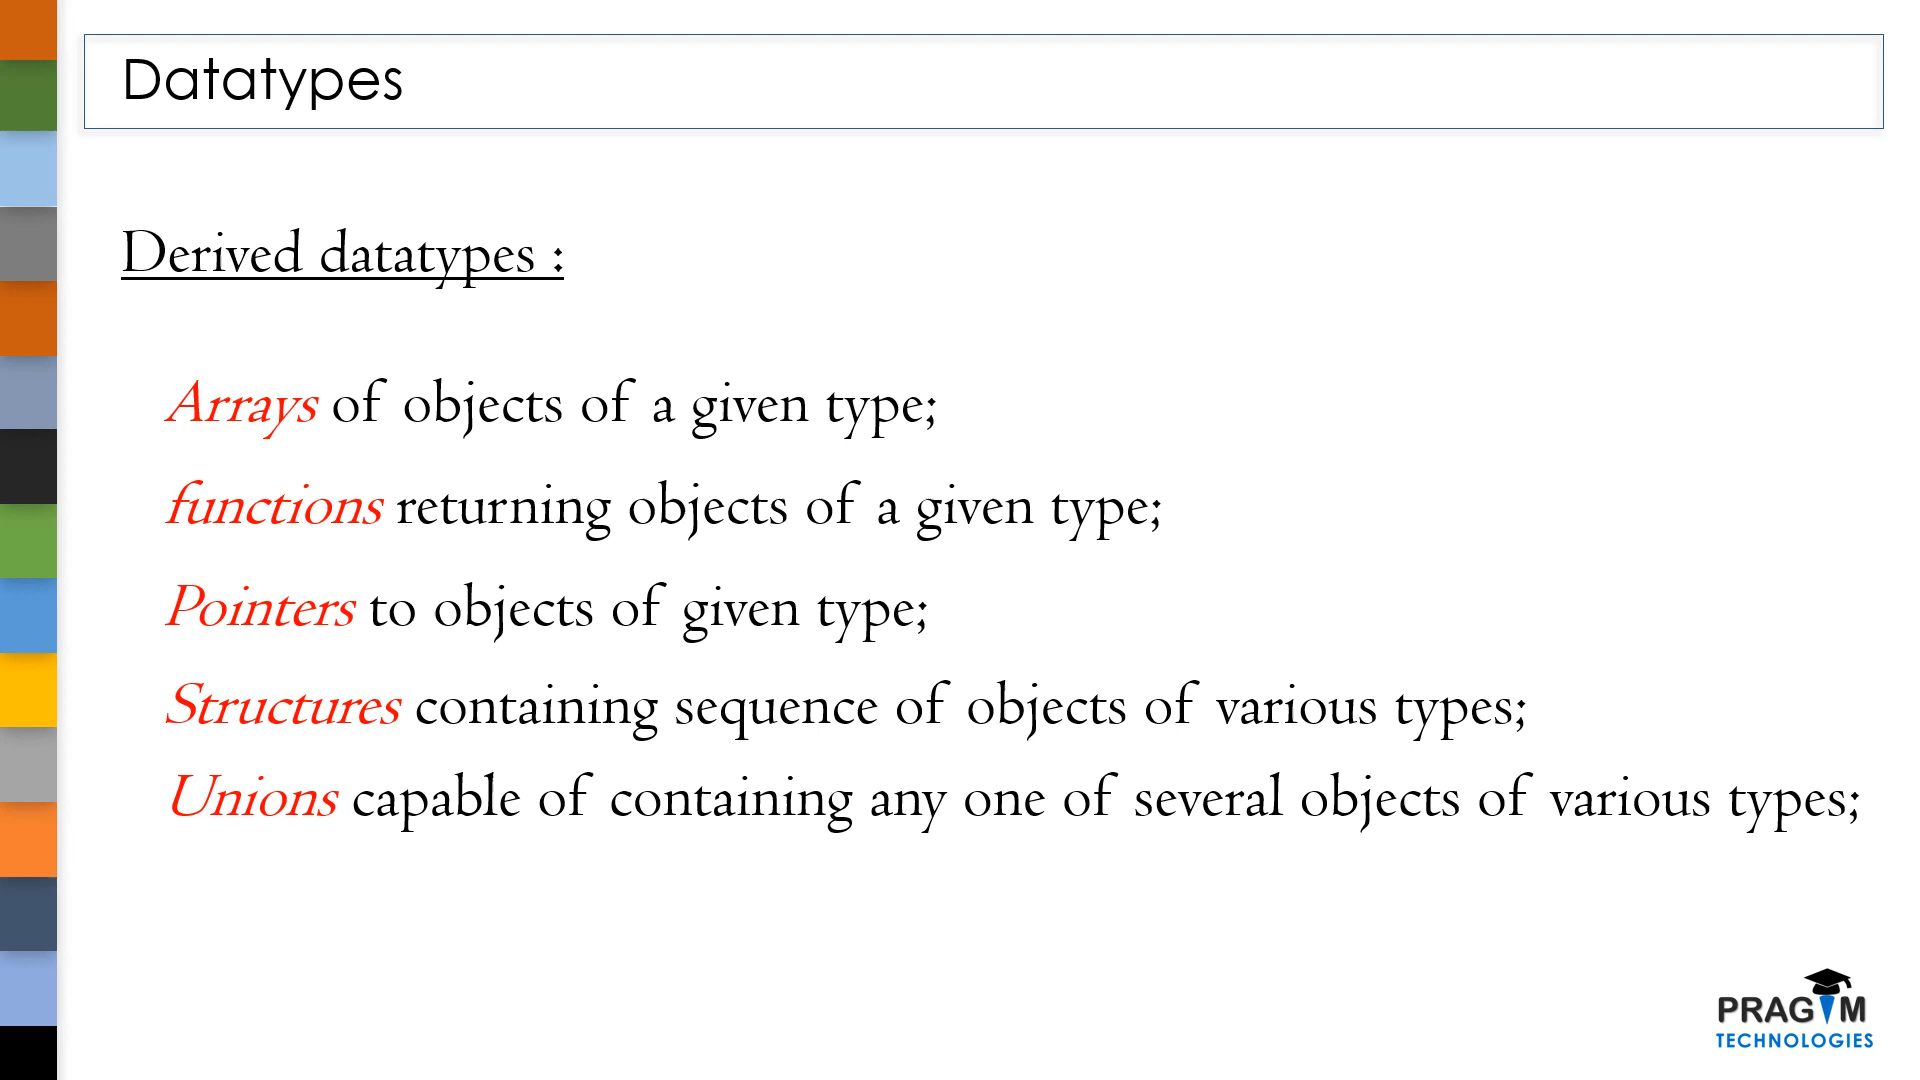 Datatypes
Derived datatypes :
Arrays of objects of a given type;
functions returning objects of a given type;
Pointers to objects of given type;
Structures containing sequence of objects of various types;
Unions capable of containing any one of several objects of various types;
PRAGIM
TECHNOLOGIES